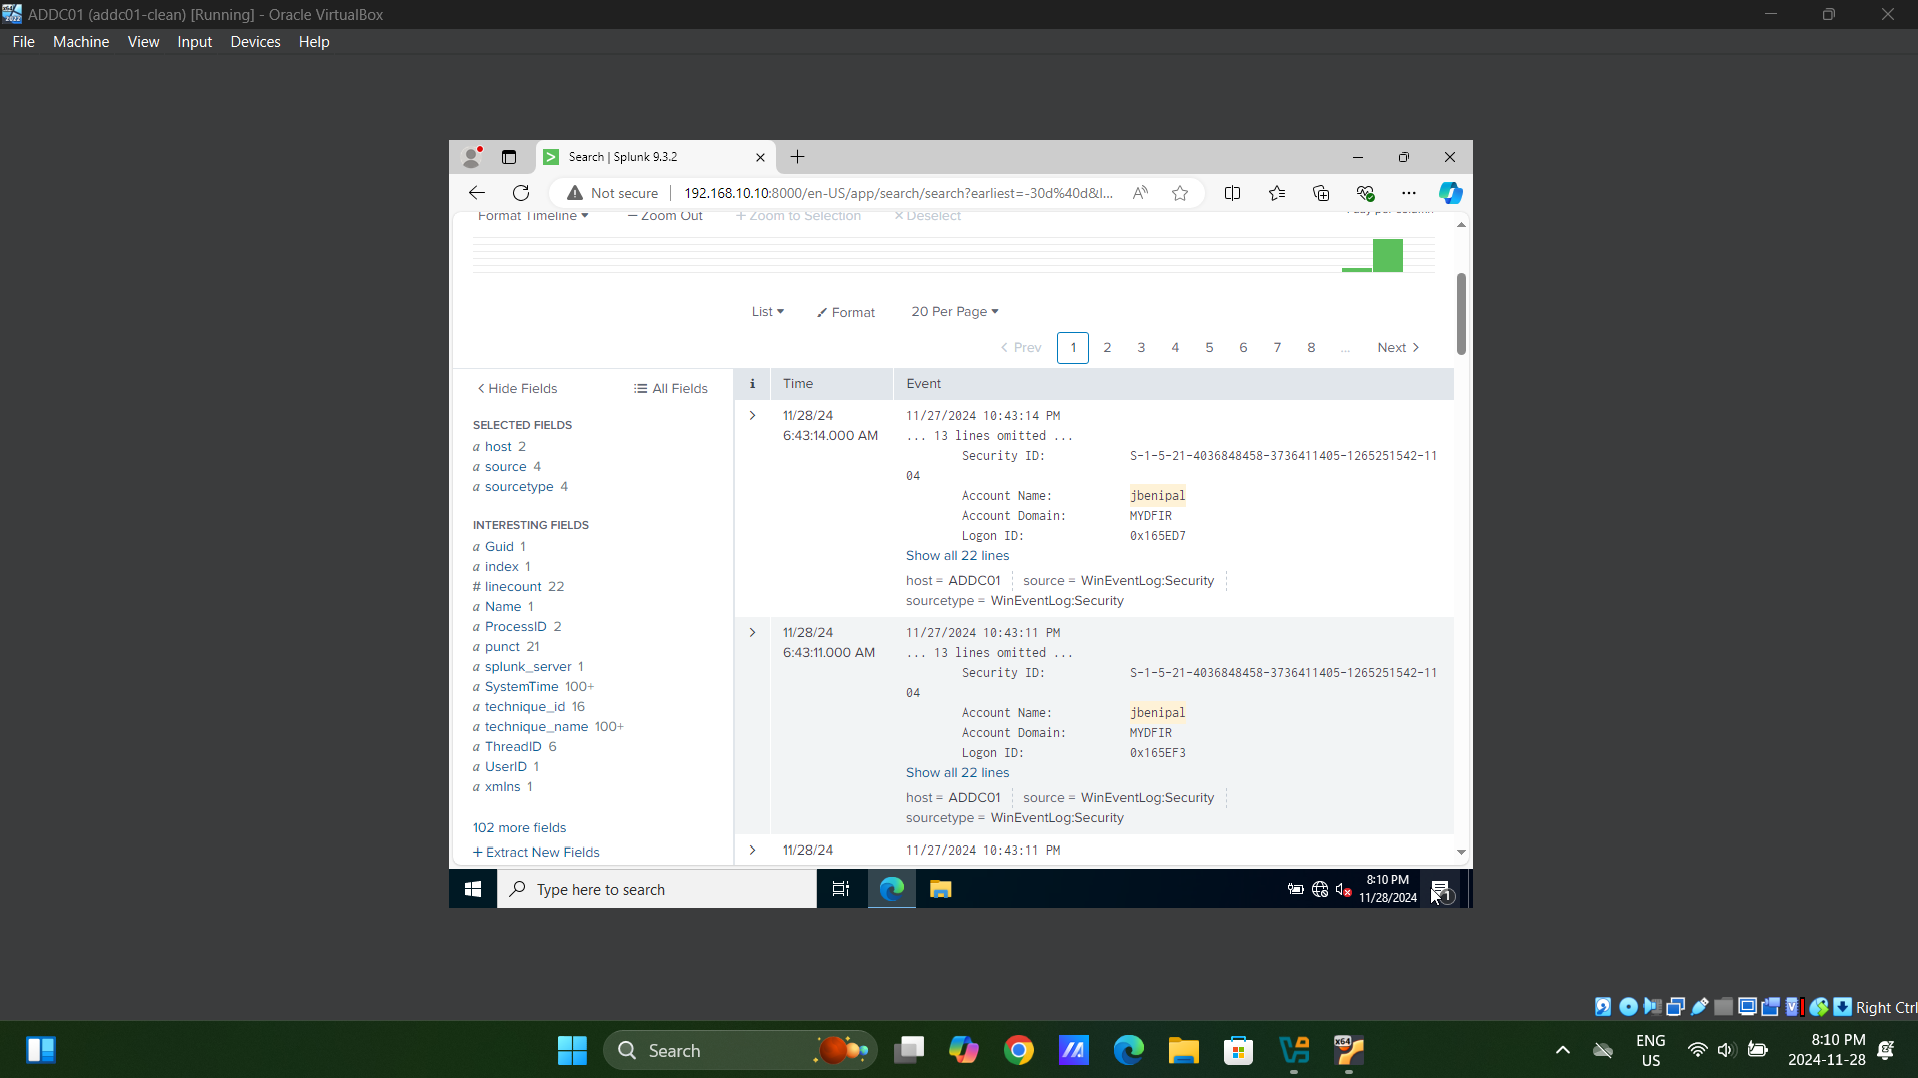 ADDC01 (addc01-clean) [Running] - Oracle VirtualBox
File Machine View Input Devices Help
Search | Splunk 9.3.2
Not secure 192.168.10.10:8000/en-US/app/search/search?earliest=-30d%40d&l...
Format Timeline − Zoom Out + Zoom to Selection × Deselect
1 day per column
List Format 20 Per Page
< Prev 1 2 3 4 5 6 7 8 ... Next >
< Hide Fields All Fields
SELECTED FIELDS
a host 2
a source 4
a sourcetype 4
INTERESTING FIELDS
a Guid 1
a index 1
# linecount 22
a Name 1
a ProcessID 2
a punct 21
a splunk_server 1
a SystemTime 100+
a technique_id 16
a technique_name 100+
a ThreadID 6
a UserID 1
a xmlns 1
102 more fields
+ Extract New Fields
i Time Event
> 11/28/24 11/27/2024 10:43:14 PM
6:43:14.000 AM ... 13 lines omitted ...
Security ID: S-1-5-21-4036848458-3736411405-1265251542-11
04
Account Name: jbenipal
Account Domain: MYDFIR
Logon ID: 0x165ED7
Show all 22 lines
host = ADDC01 source = WinEventLog:Security
sourcetype = WinEventLog:Security
> 11/28/24 11/27/2024 10:43:11 PM
6:43:11.000 AM ... 13 lines omitted ...
Security ID: S-1-5-21-4036848458-3736411405-1265251542-11
04
Account Name: jbenipal
Account Domain: MYDFIR
Logon ID: 0x165EF3
Show all 22 lines
host = ADDC01 source = WinEventLog:Security
sourcetype = WinEventLog:Security
> 11/28/24 11/27/2024 10:43:11 PM
Type here to search
8:10 PM
11/28/2024
1
Right Ctrl
Search
ENG
US
8:10 PM
2024-11-28